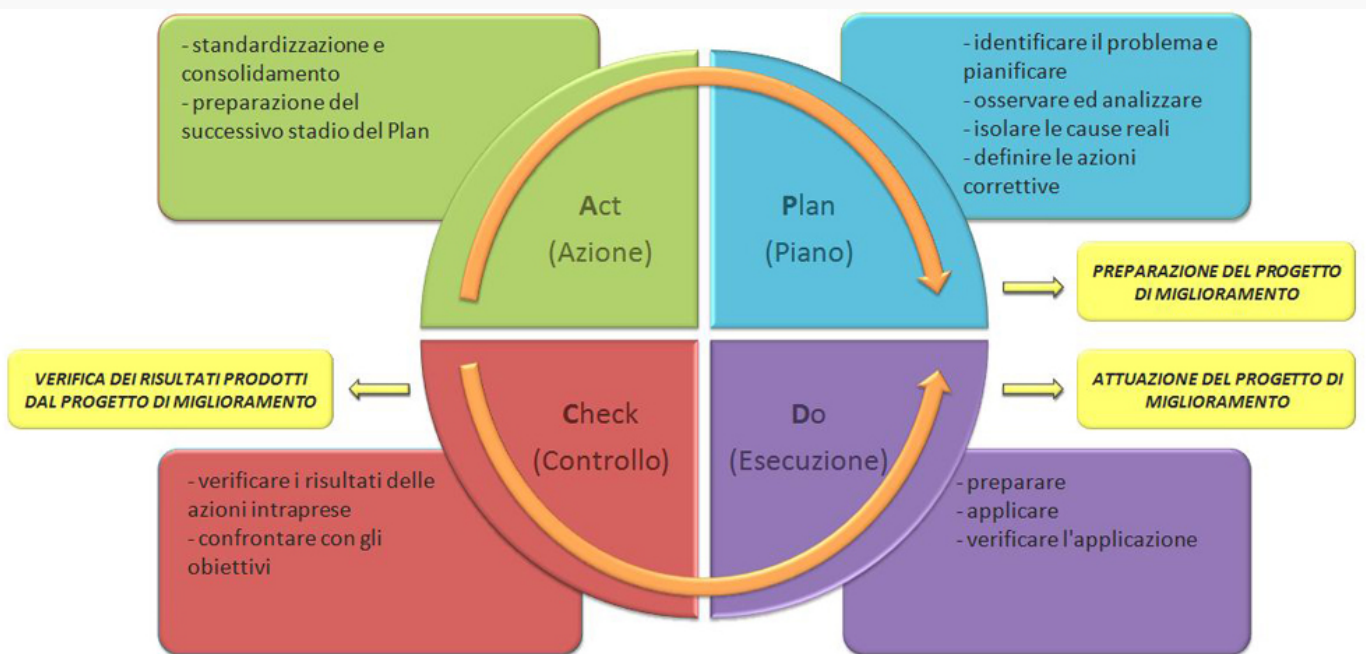 - standardizzazione e
consolidamento
- preparazione del
successivo stadio del Plan
- identificare il problema e
pianificare
- osservare ed analizzare
- isolare le cause reali
- definire le azioni
correttive
Act
(Azione)
Plan
(Piano)
PREPARAZIONE DEL PROGETTO
DI MIGLIORAMENTO
VERIFICA DEI RISULTATI PRODOTTI
DAL PROGETTO DI MIGLIORAMENTO
Check
(Controllo)
Do
(Esecuzione)
ATTUAZIONE DEL PROGETTO DI
MIGLIORAMENTO
- verificare i risultati delle
azioni intraprese
- confrontare con gli
obiettivi
- preparare
- applicare
- verificare l'applicazione